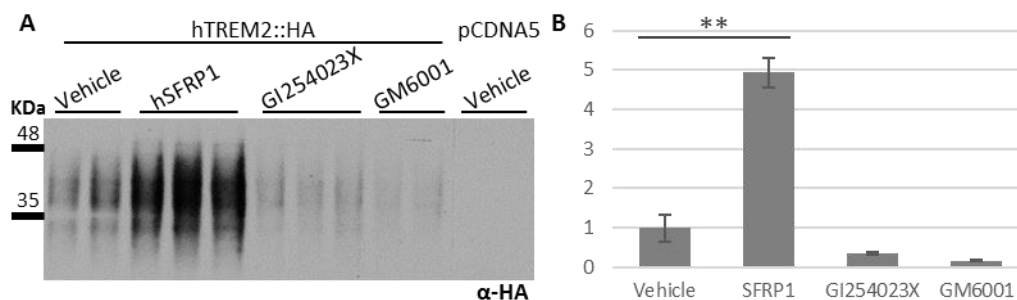 A
hTREM2::HA pCDNA5
Vehicle hSFRP1 GI254023X GM6001 Vehicle
KDa
48
35
α-HA
B
**
6
5
4
3
2
1
0
Vehicle SFRP1 GI254023X GM6001